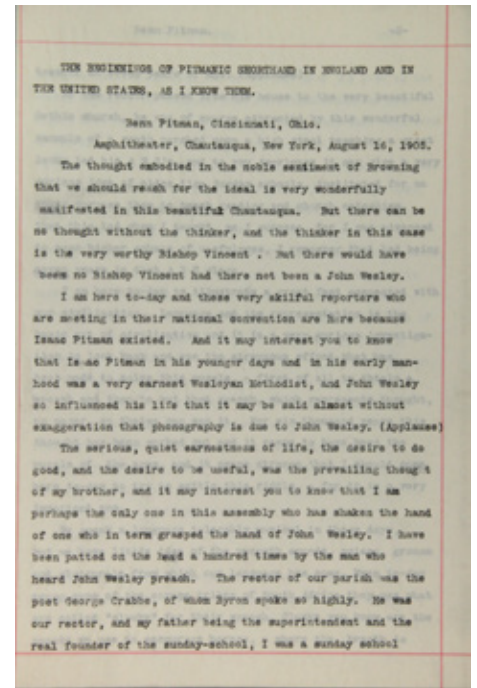 THE BEGINNINGS OF PITMANIC SHORTHAND IN ENGLAND AND IN
THE UNITED STATES, AS I KNOW THEM.
Benn Pitman, Cincinnati, Ohio.
Amphitheater, Chautauqua, New York, August 16, 1905.
The thought embodied in the noble sentiment of Browning
that we should reach for the ideal is very wonderfully
manifested in this beautiful Chautauqua. But there can be
no thought without the thinker, and the thinker in this case
is the very worthy Bishop Vincent . But there would have
been no Bishop Vincent had there not been a John Wesley.
I am here to-day and these very skilful reporters who
are meeting in their national convention are here because
Isaac Pitman existed. And it may interest you to know
that Isaac Pitman in his younger days and in his early man-
hood was a very earnest Wesleyan Methodist, and John Wesley
so influenced his life that it may be said almost without
exaggeration that phonography is due to John Wesley. (Applause)
The serious, quiet earnestness of life, the desire to do
good, and the desire to be useful, was the prevailing thoug t
of my brother, and it may interest you to know that I am
perhaps the only one in this assembly who has shaken the hand
of one who in term grasped the hand of John Wesley. I have
been patted on the head a hundred times by the man who
heard John Wesley preach. The rector of our parish was the
poet George Crabbe, of whom Byron spoke so highly. He was
our rector, and my father being the superintendent and the
real founder of the sunday-school, I was a sunday school